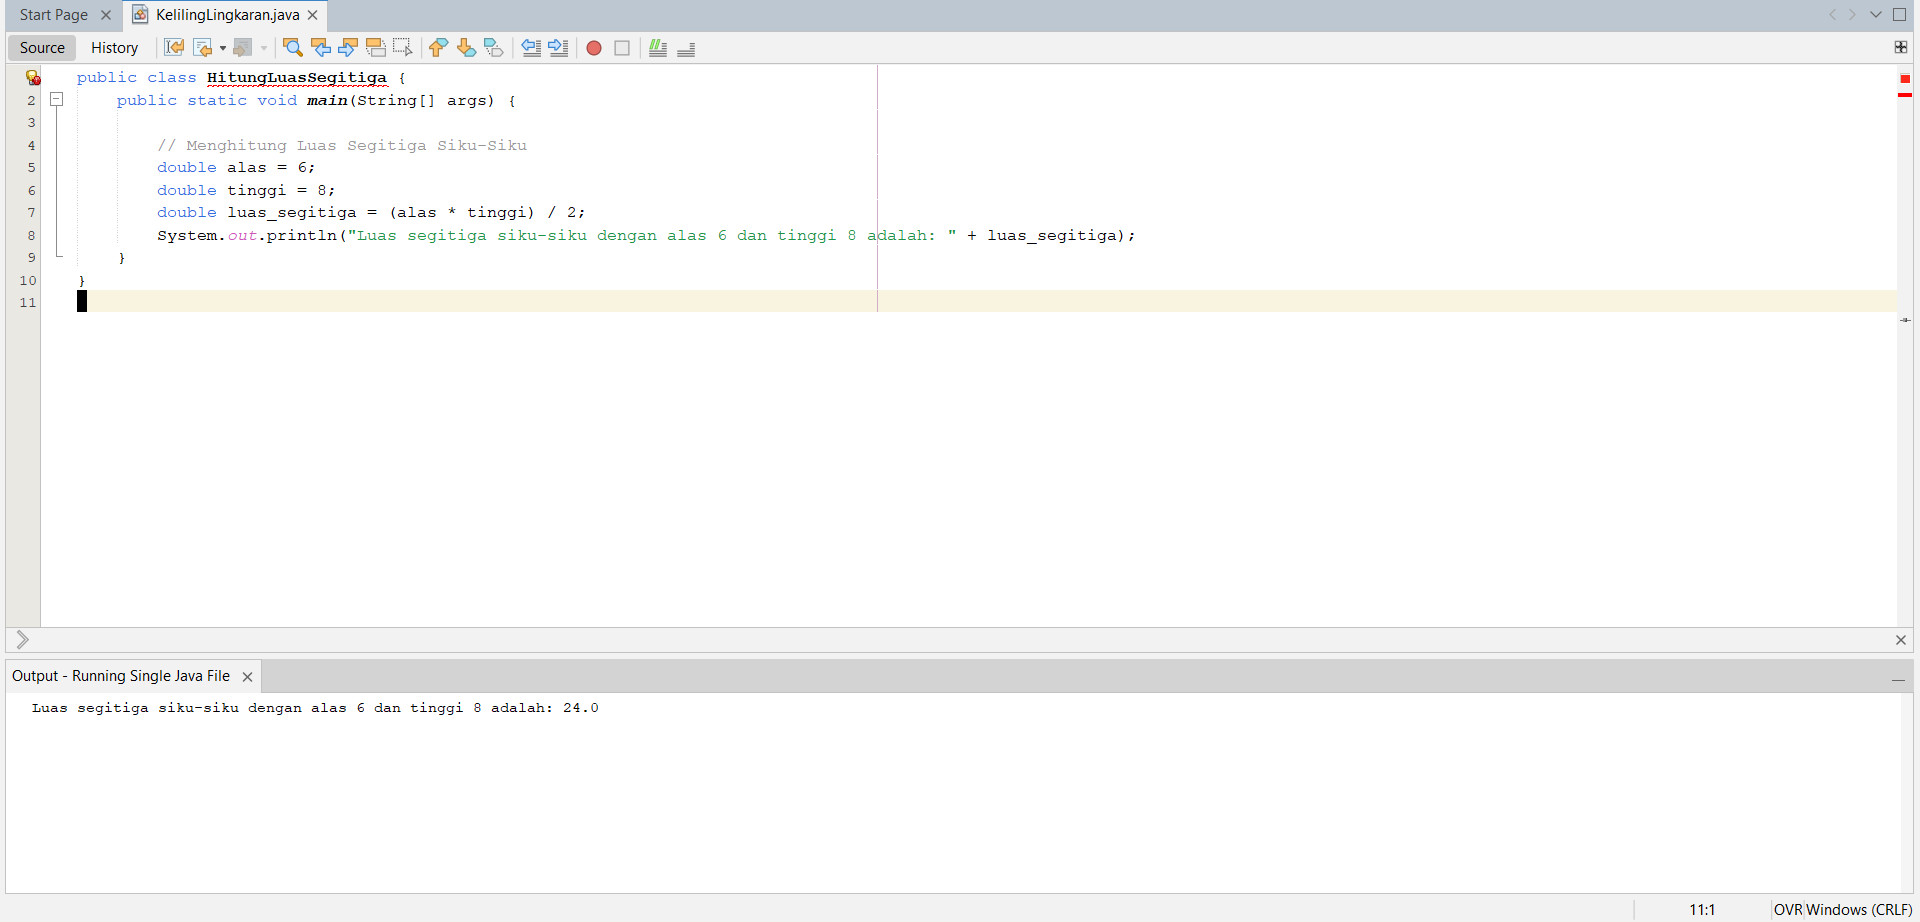 Start Page KelilingLingkaran.java
Source History
public class HitungLuasSegitiga {
2 public static void main(String[] args) {
3
4 // Menghitung Luas Segitiga Siku-Siku
5 double alas = 6;
6 double tinggi = 8;
7 double luas_segitiga = (alas * tinggi) / 2;
8 System.out.println("Luas segitiga siku-siku dengan alas 6 dan tinggi 8 adalah: " + luas_segitiga);
9 }
10 }
11
Output - Running Single Java File
Luas segitiga siku-siku dengan alas 6 dan tinggi 8 adalah: 24.0
11:1 OVR Windows (CRLF)